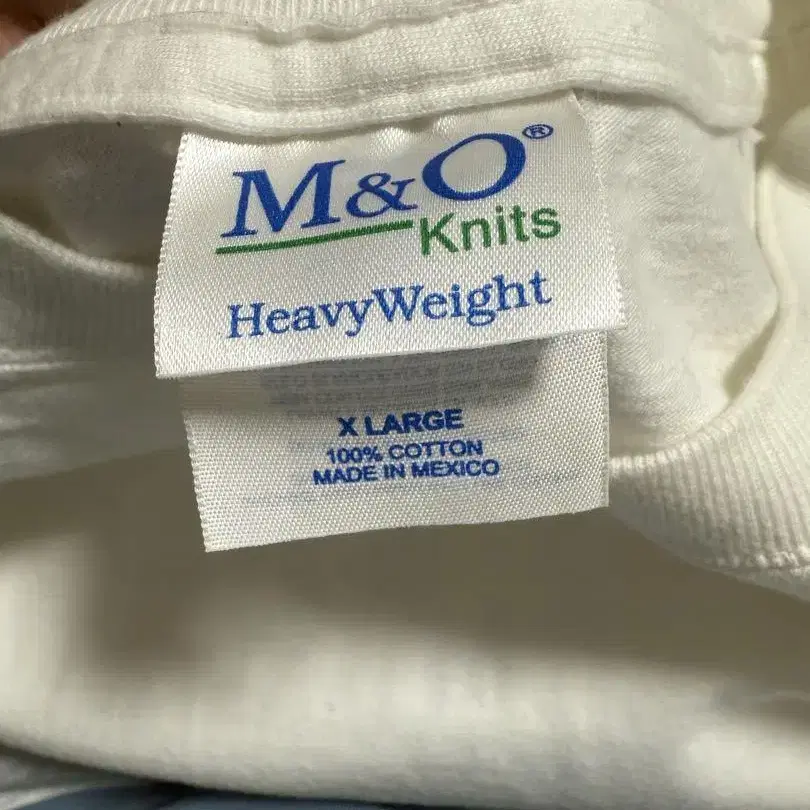 M&O®
Knits
HeavyWeight
X LARGE
100% COTTON
MADE IN MEXICO